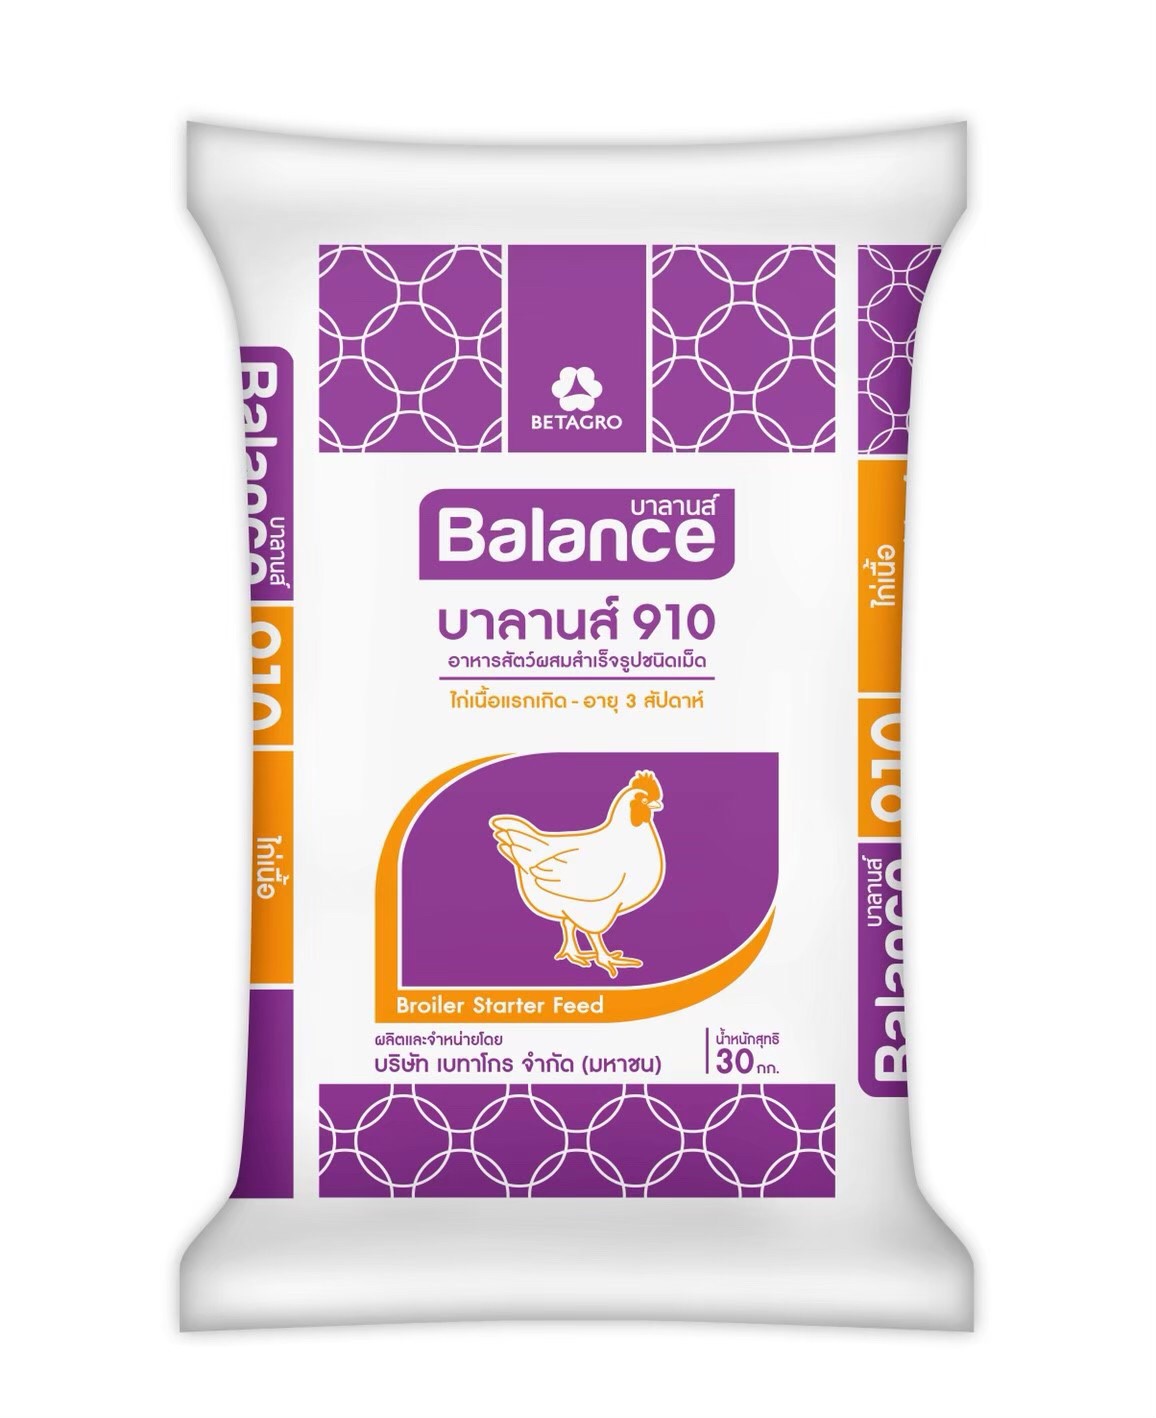 BETAGRO
บาลานส์
Balance
บาลานส์ 910
อาหารสัตว์ผสมสำเร็จรูปชนิดเม็ด
ไก่เนื้อแรกเกิด - อายุ 3 สัปดาห์
Broiler Starter Feed
ผลิตและจำหน่ายโดย
บริษัท เบทาโกร จำกัด (มหาชน)
น้ำหนักสุทธิ
30 กก.
Balance
บาลานส์
910
ไก่เนื้อ
ไก่เนื้อ
910
บาลานส์
Balance